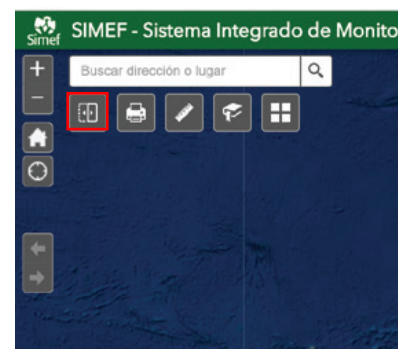 Simef
SIMEF - Sistema Integrado de Monito
Buscar dirección o lugar